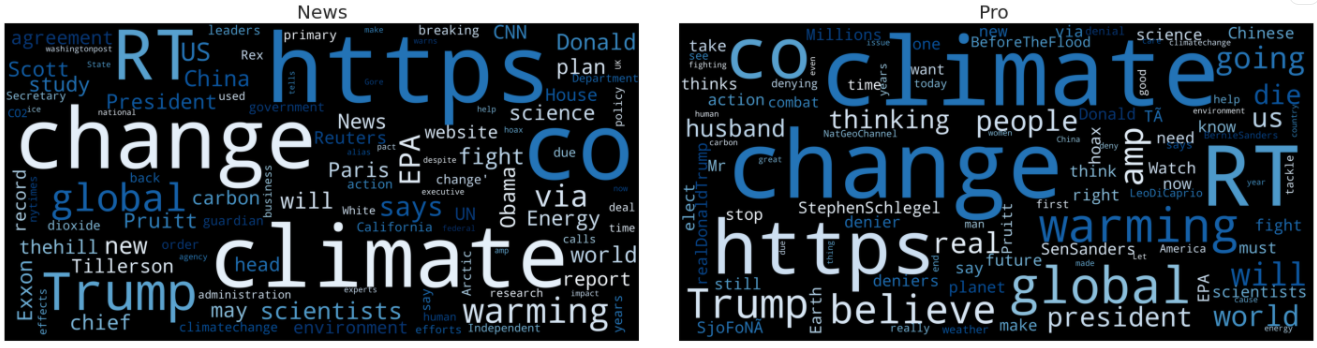 News
Pro
agreement
leaders
primary
breaking
CNN
Donald
washingtonpost
RT
US
Rex
make
warns
https
plan
State
Scott
study
China
Gore
tells
UK
Department
Secretary
President
used
House
CO2
ice
national
government
help
science
policy
change
News
Reuters
website
hoax
EPA
co
alias
pact
fight
due
record
nytimes
back
Paris
despite
now
global
carbon
business
action
change'
executive
dioxide
Pruitt
guardian
will
White
says
UN
Obama
via
deal
California
federal
Energy
time
thehill
new
order
agency
climate
calls
world
Exxon
Tillerson
head
amp
Arctic
report
Trump
administration
experts
research
impact
effects
chief
may
scientists
say
human
warming
years
climatechange
environment
efforts
Independent
take
Millions
issue
new
via
denial
science
climatechange
Chinese
see
fighting
co
one
BeforeTheFlood
going
even
thinks
denying
want
today
years
climate
good
action
combat
time
help
die
human
thinking
people
Donald
TÃ
environment
husband
NatGeoChannel
women
hoax
amp
need
know
us
BernieSanders
country
carbon
China
deny
says
Mr
great
change
think
Watch
now
RT
year
tackle
right
LeoDiCaprio
elect
realDonaldTrump
stop
StephenSchlegel
first
man
Pruitt
warming
fight
https
due
thing
denier
real
SenSanders
America
Let
must
end
say
future
still
deniers
planet
made
global
EPA
will
scientists
cause
Trump
Earth
believe
president
world
SjoFoNÃ
really
weather
make
energy